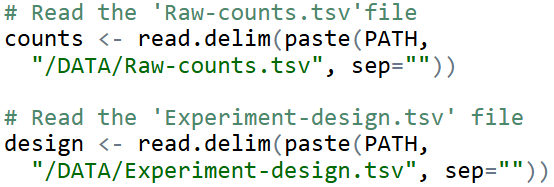 # Read the 'Raw-counts.tsv'file
counts <- read.delim(paste(PATH,
  "/DATA/Raw-counts.tsv", sep=""))

# Read the 'Experiment-design.tsv' file
design <- read.delim(paste(PATH,
  "/DATA/Experiment-design.tsv", sep=""))